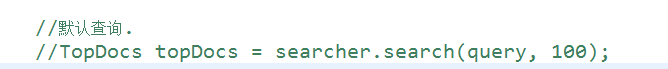 //默认查询.
//TopDocs topDocs = searcher.search(query, 100);